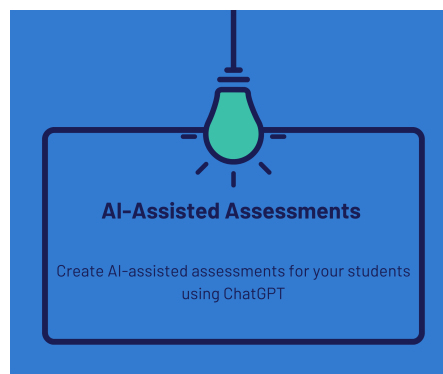 AI-Assisted Assessments
Create AI-assisted assessments for your students
using ChatGPT